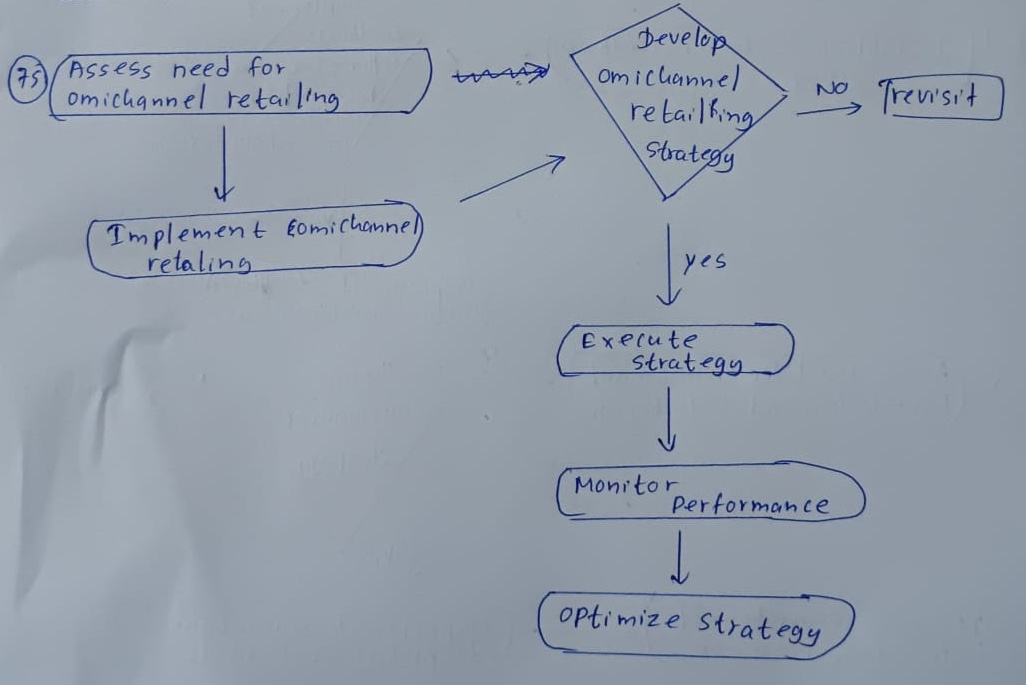 75
Assess need for
omichannel retailing
Develop
omichannel
retailing
strategy
NO
revisit
Implement omichannel
retaling
yes
Execute
strategy
Monitor
performance
optimize strategy